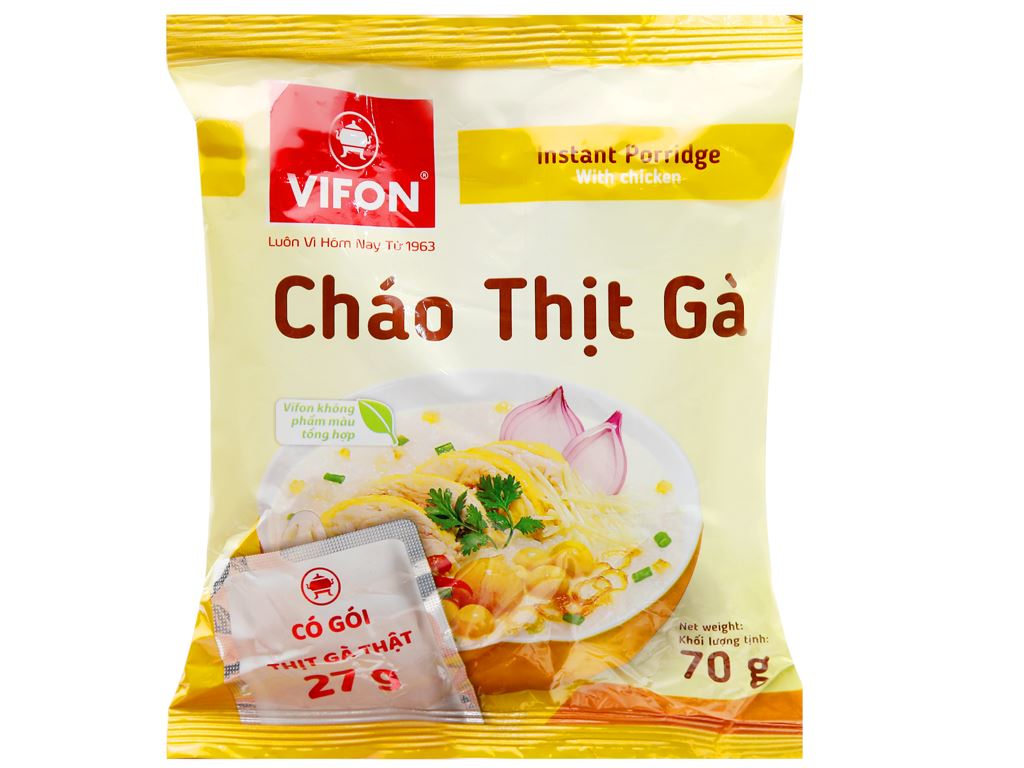 VIFON®
Luôn Vì Hôm Nay Từ 1963
Instant Porridge
With chicken
Cháo Thịt Gà
Vifon không
phẩm màu
tổng hợp
CÓ GÓI
THỊT GÀ THẬT
27 g
Net weight:
Khối lượng tịnh:
70 g